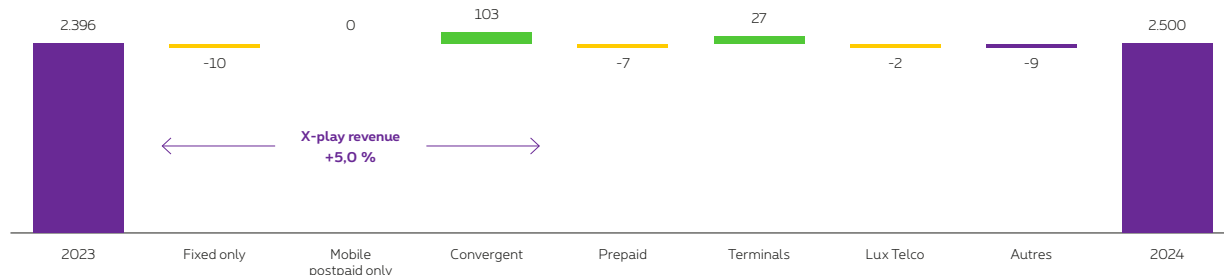 2.396
-10
0
103
-7
27
-2
-9
2.500
X-play revenue
+5,0 %
2023
Fixed only
Mobile
postpaid only
Convergent
Prepaid
Terminals
Lux Telco
Autres
2024